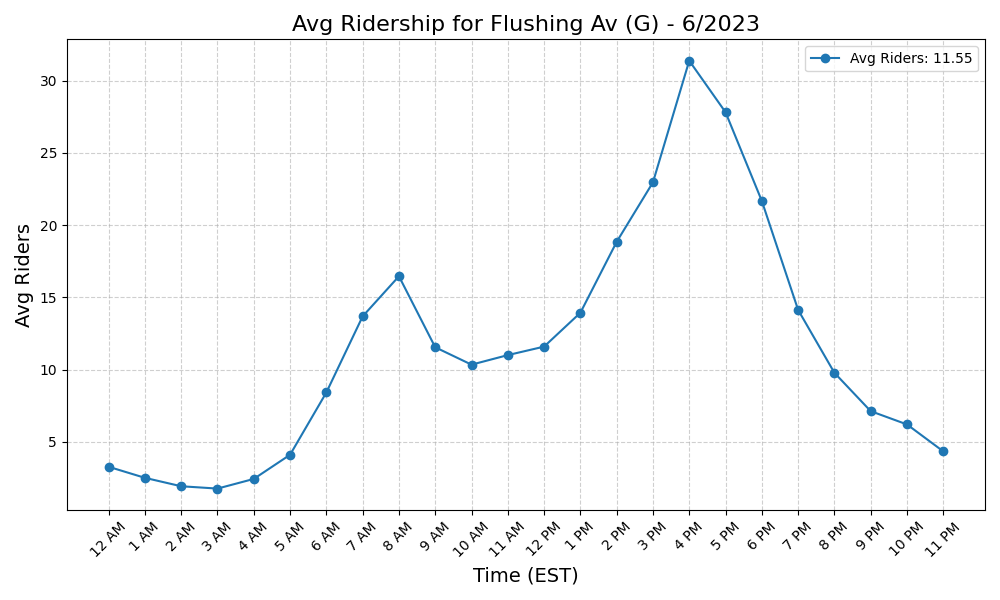 Avg Ridership for Flushing Av (G) - 6/2023
Avg Riders: 11.55
Avg Riders
30
25
20
15
10
5
12 AM
1 AM
2 AM
3 AM
4 AM
5 AM
6 AM
7 AM
8 AM
9 AM
10 AM
11 AM
12 PM
1 PM
2 PM
3 PM
4 PM
5 PM
6 PM
7 PM
8 PM
9 PM
10 PM
11 PM
Time (EST)